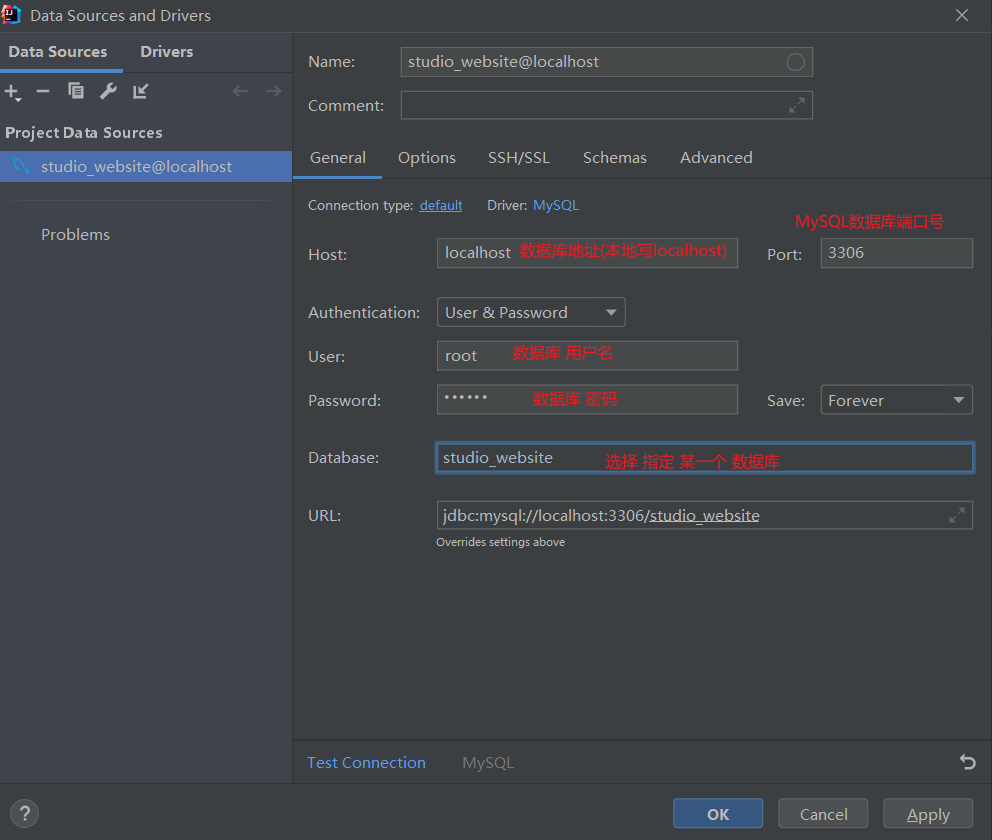 Data Sources and Drivers
Data Sources Drivers
Project Data Sources
studio_website@localhost
Problems
Name: studio_website@localhost
Comment:
General Options SSH/SSL Schemas Advanced
Connection type: default Driver: MySQL
MySQL数据库端口号
Host: localhost 数据库地址(本地写localhost) Port: 3306
Authentication: User & Password
User: root 数据库 用户名
Password: •••••• 数据库 密码 Save: Forever
Database: studio_website 选择 指定 某一个 数据库
URL: jdbc:mysql://localhost:3306/studio_website
Overrides settings above
Test Connection MySQL
? OK Cancel Apply